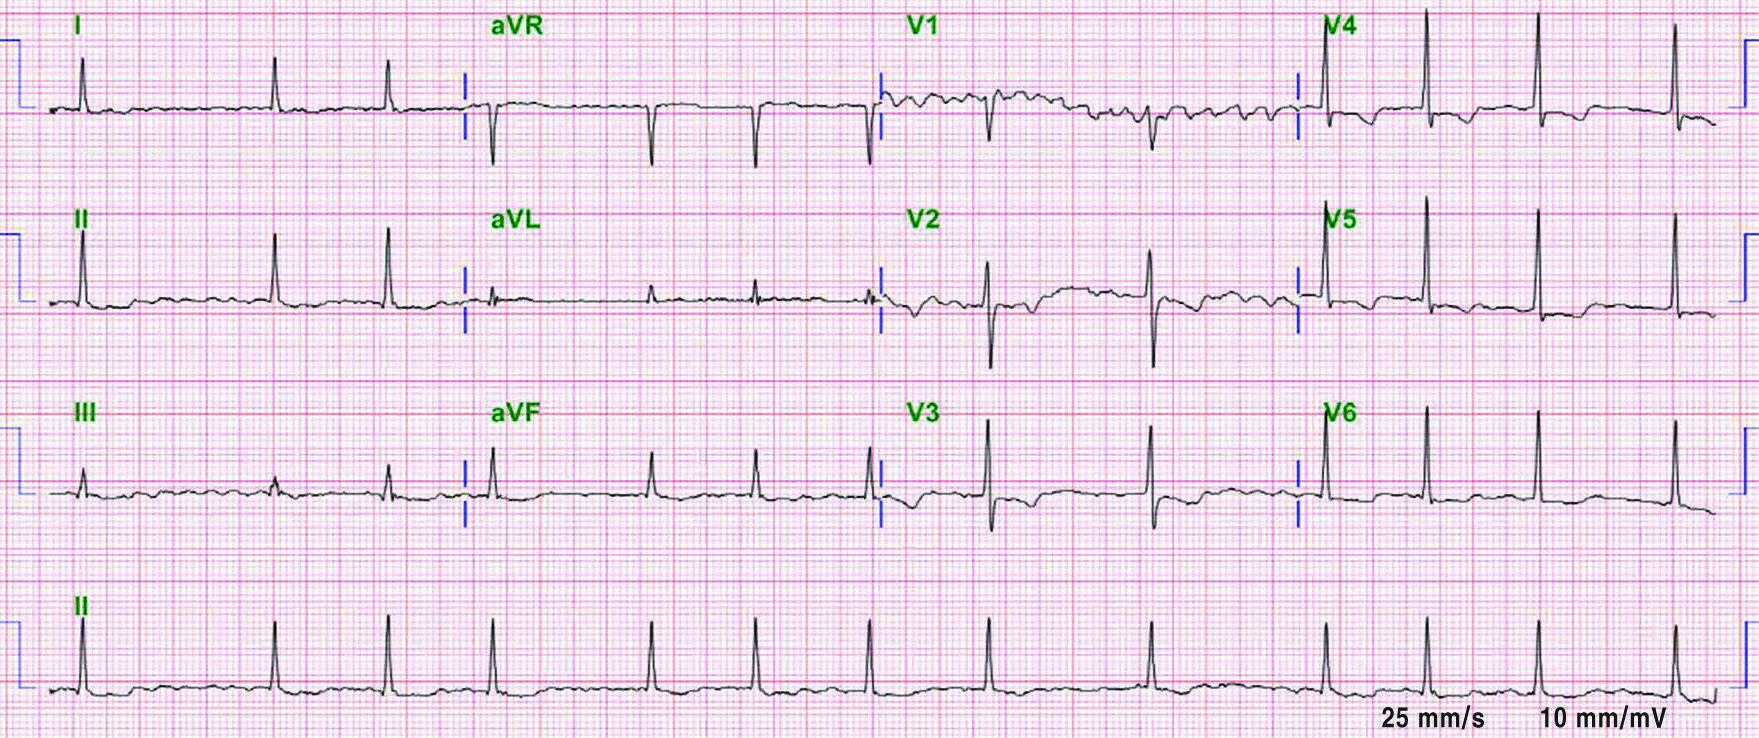 I aVR V1 V4
II aVL V2 V5
III aVF V3 V6
II
25 mm/s 10 mm/mV